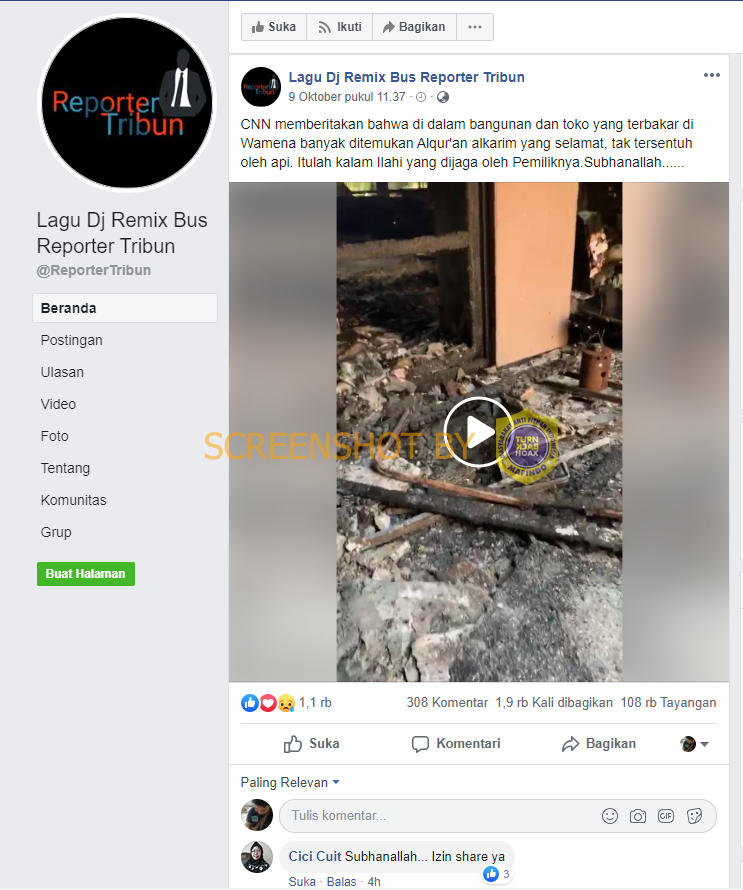 Suka
Ikuti
Bagikan
Reporter
Tribun
Lagu Dj Remix Bus Reporter Tribun
@ReporterTribun
Beranda
Postingan
Ulasan
Video
Foto
Tentang
Komunitas
Grup
Buat Halaman
Lagu Dj Remix Bus Reporter Tribun
9 Oktober pukul 11.37
CNN memberitakan bahwa di dalam bangunan dan toko yang terbakar di
Wamena banyak ditemukan Alqur'an alkarim yang selamat, tak tersentuh
oleh api. Itulah kalam Ilahi yang dijaga oleh Pemiliknya.Subhanallah......
SCREENSHOT BY
TURN
BACK
HOAX
MAFINDO
1,1 rb
308 Komentar 1,9 rb Kali dibagikan 108 rb Tayangan
Suka
Komentari
Bagikan
Paling Relevan
Tulis komentar...
GIF
Cici Cuit Subhanallah... Izin share ya
3
Suka · Balas · 4h